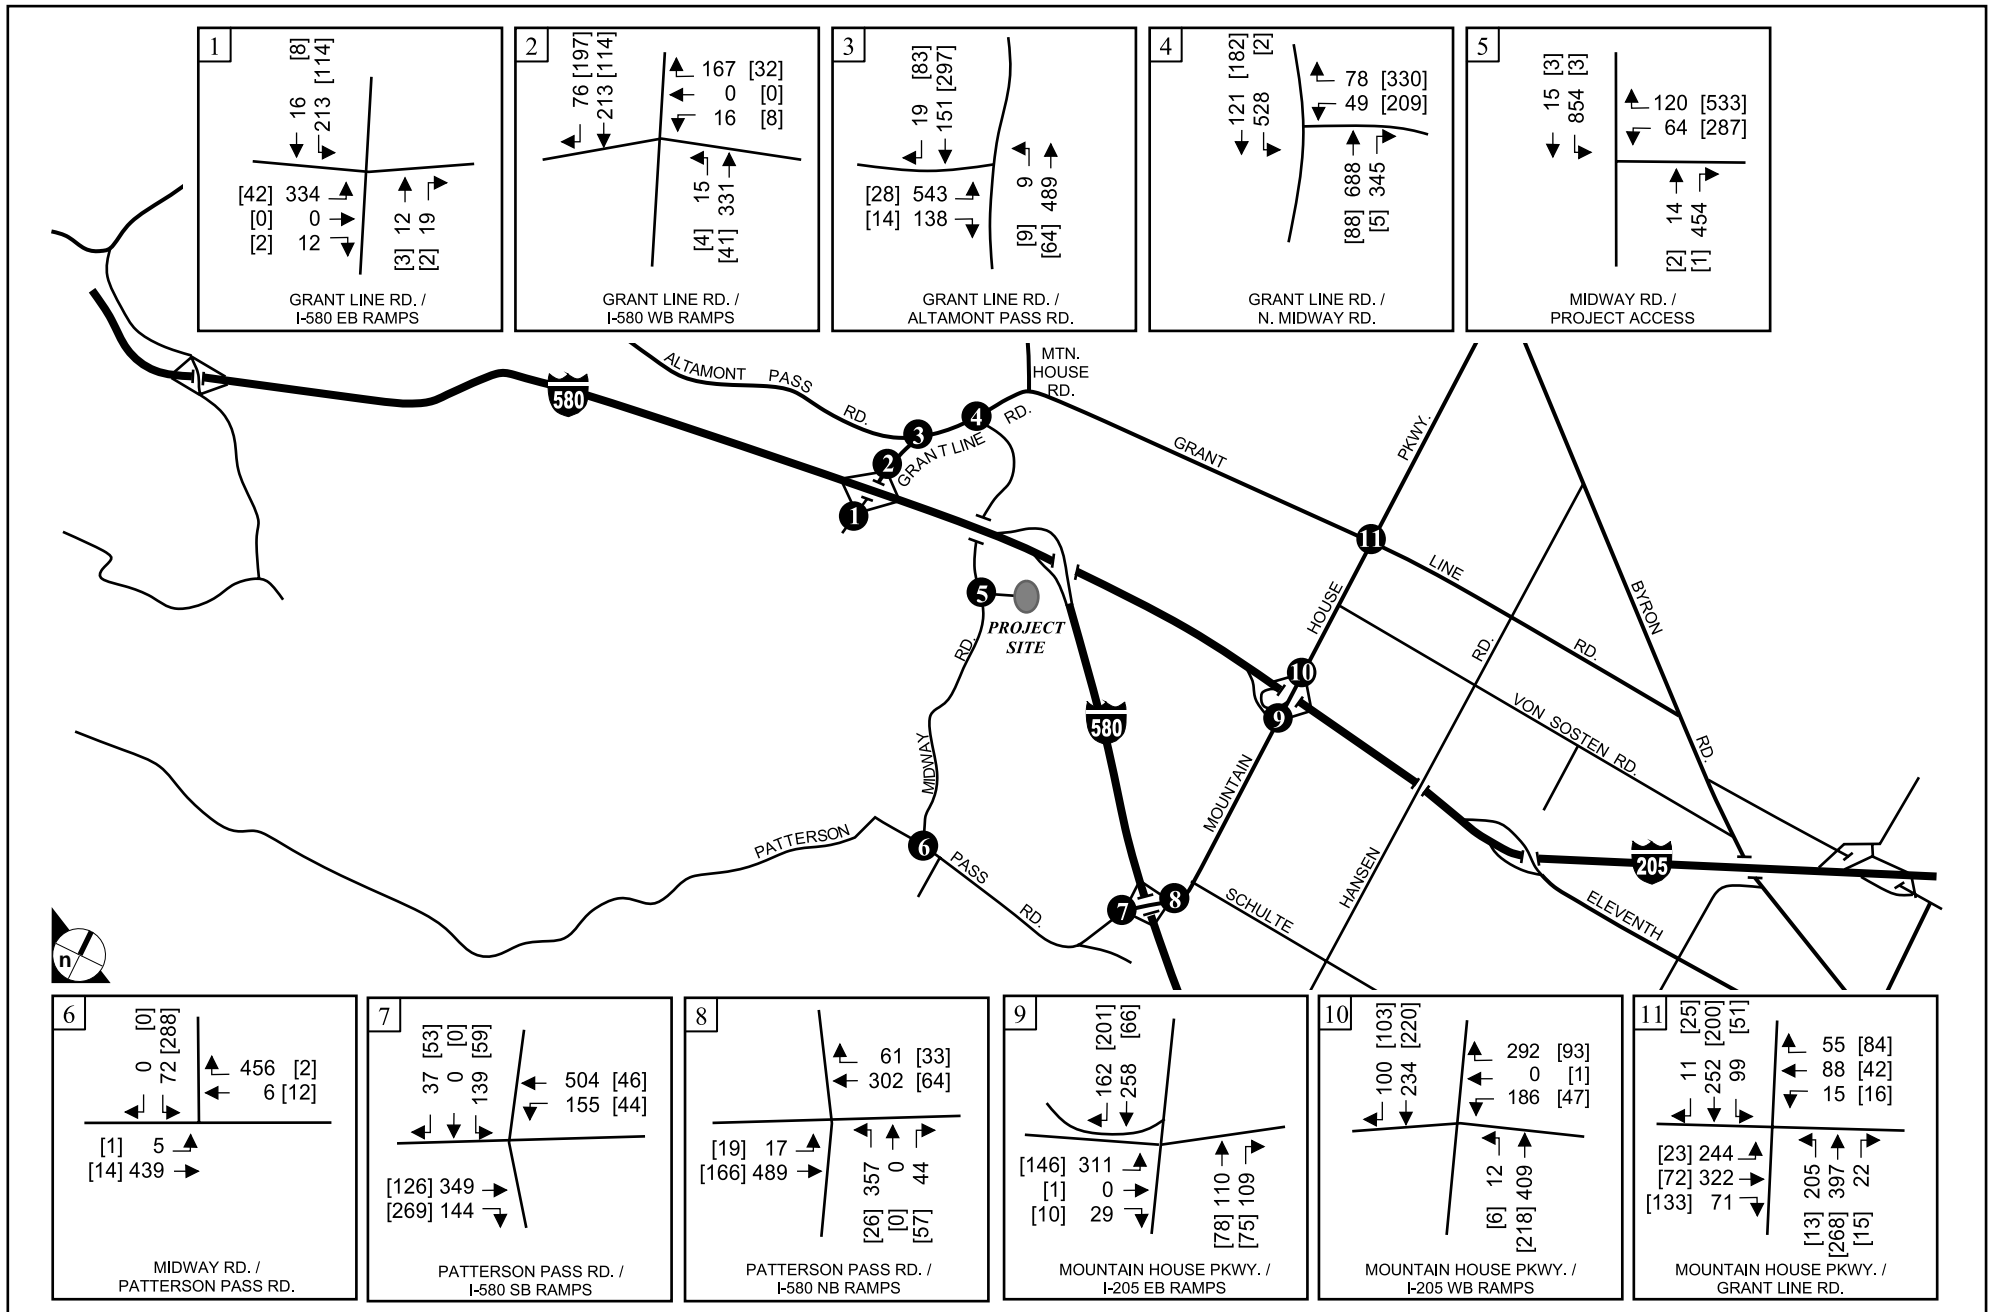 1
[8]
16
[114]
213
[42] 334
[0] 0
[2] 12
[3] 12
[2] 19
GRANT LINE RD. /
I-580 EB RAMPS
2
76 [197]
213 [114]
167 [32]
0 [0]
16 [8]
[4] 15
[41] 331
GRANT LINE RD. /
I-580 WB RAMPS
3
19 [83]
151 [297]
[28] 543
[14] 138
[9] 9
[64] 489
GRANT LINE RD. /
ALTAMONT PASS RD.
4
121 [182]
528 [2]
78 [330]
49 [209]
[88] 688
[5] 345
GRANT LINE RD. /
N. MIDWAY RD.
5
15 [3]
854 [3]
120 [533]
64 [287]
[2] 14
[1] 454
MIDWAY RD. /
PROJECT ACCESS
ALTAMONT PASS RD.
MTN.
HOUSE
RD.
580
GRANT LINE RD.
1
2
3
4
GRANT LINE RD.
PKWY.
11
5
PROJECT
SITE
HOUSE
BYRON RD.
MIDWAY RD.
580
10
9
VON SOSTEN RD.
MOUNTAIN
HANSEN RD.
PATTERSON PASS RD.
6
7
8
SCHULTE
205
ELEVENTH
n
6
0 [0]
72 [288]
456 [2]
6 [12]
[1] 5
[14] 439
MIDWAY RD. /
PATTERSON PASS RD.
7
37 [53]
0 [0]
139 [59]
504 [46]
155 [44]
[126] 349
[269] 144
PATTERSON PASS RD. /
I-580 SB RAMPS
8
61 [33]
302 [64]
[19] 17
[166] 489
[26] 357
[0] 0
[57] 44
PATTERSON PASS RD. /
I-580 NB RAMPS
9
162 [201]
258 [66]
[146] 311
[1] 0
[10] 29
[78] 110
[75] 109
MOUNTAIN HOUSE PKWY. /
I-205 EB RAMPS
10
100 [103]
234 [220]
292 [93]
0 [1]
186 [47]
[6] 12
[218] 409
MOUNTAIN HOUSE PKWY. /
I-205 WB RAMPS
11
11 [25]
252 [200]
99 [51]
55 [84]
88 [42]
15 [16]
[23] 244
[72] 322
[133] 71
[13] 205
[268] 397
[15] 22
MOUNTAIN HOUSE PKWY. /
GRANT LINE RD.